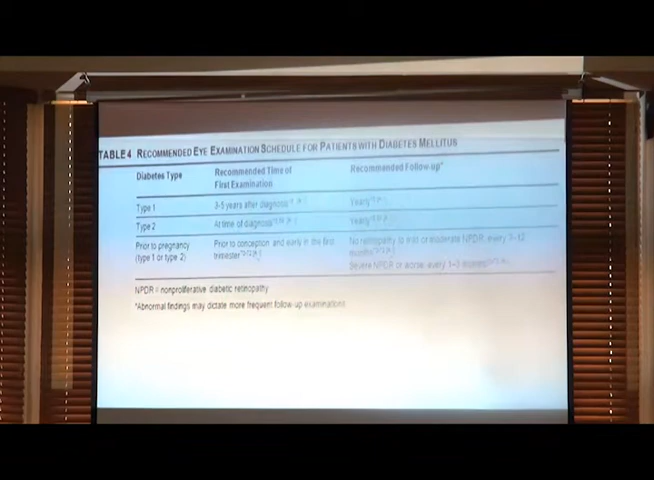 TABLE 4 RECOMMENDED EYE EXAMINATION SCHEDULE FOR PATIENTS WITH DIABETES MELLITUS
Diabetes Type
Recommended Time of
First Examination
Recommended Follow-up*
Type 1
3-5 years after diagnosis
Yearly
Type 2
At time of diagnosis
Yearly
Prior to pregnancy
(type 1 or type 2)
Prior to conception and early in the first
trimester
No retinopathy to mild or moderate NPDR: every 3-12
months
Severe NPDR or worse: every 1-3 months
NPDR = nonproliferative diabetic retinopathy
*Abnormal findings may dictate more frequent follow-up examinations